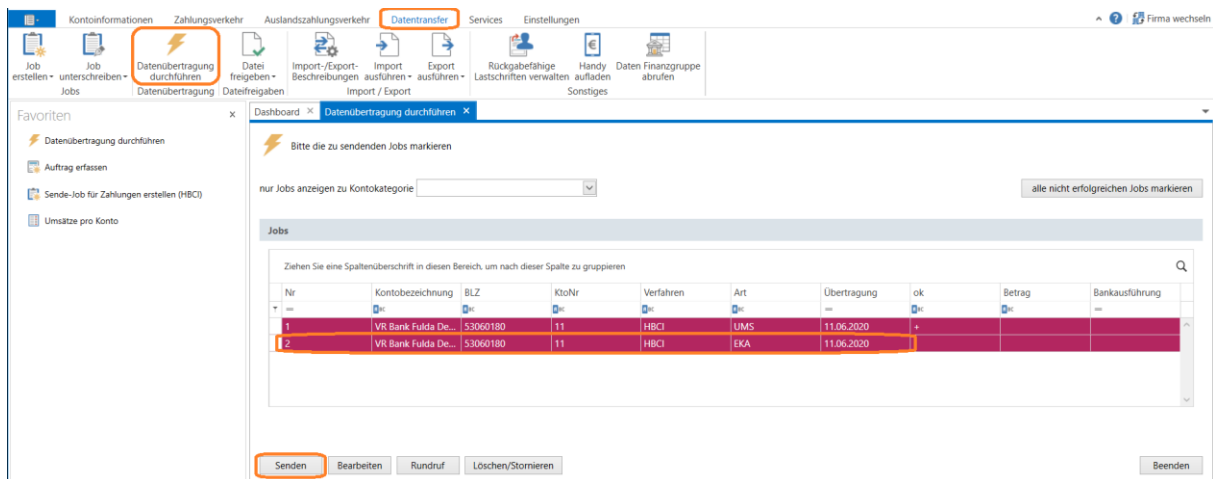 Kontoinformationen Zahlungsverkehr Auslandszahlungsverkehr Datentransfer Services Einstellungen Firma wechseln
Job erstellen Job unterschreiben Datenübertragung durchführen Datei freigeben Import-/Export-Beschreibungen Import ausführen Export ausführen Rückgabefähige Lastschriften verwalten Handy aufladen Daten Finanzgruppe abrufen
Jobs Datenübertragung Dateifreigaben Import / Export Sonstiges
Favoriten x
Dashboard × Datenübertragung durchführen ×
Datenübertragung durchführen
Auftrag erfassen
Sende-Job für Zahlungen erstellen (HBCI)
Umsätze pro Konto
Bitte die zu sendenden Jobs markieren
nur Jobs anzeigen zu Kontokategorie
alle nicht erfolgreichen Jobs markieren
Jobs
Ziehen Sie eine Spaltenüberschrift in diesen Bereich, um nach dieser Spalte zu gruppieren
Nr Kontobezeichnung BLZ KtoNr Verfahren Art Übertragung ok Betrag Bankausführung
1 VR Bank Fulda De... 53060180 11 HBCI UMS 11.06.2020 +
2 VR Bank Fulda De... 53060180 11 HBCI EKA 11.06.2020
Senden Bearbeiten Rundruf Löschen/Stornieren Beenden